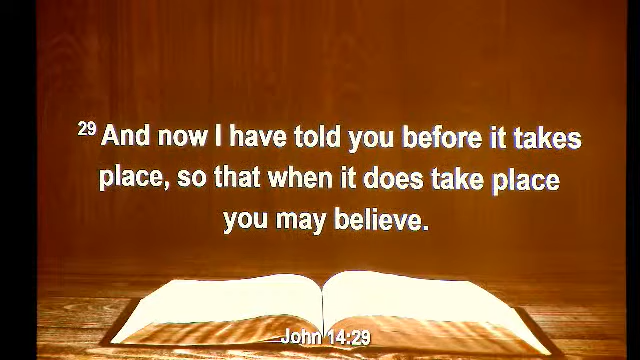 29 And now I have told you before it takes
place, so that when it does take place
you may believe.
John 14:29